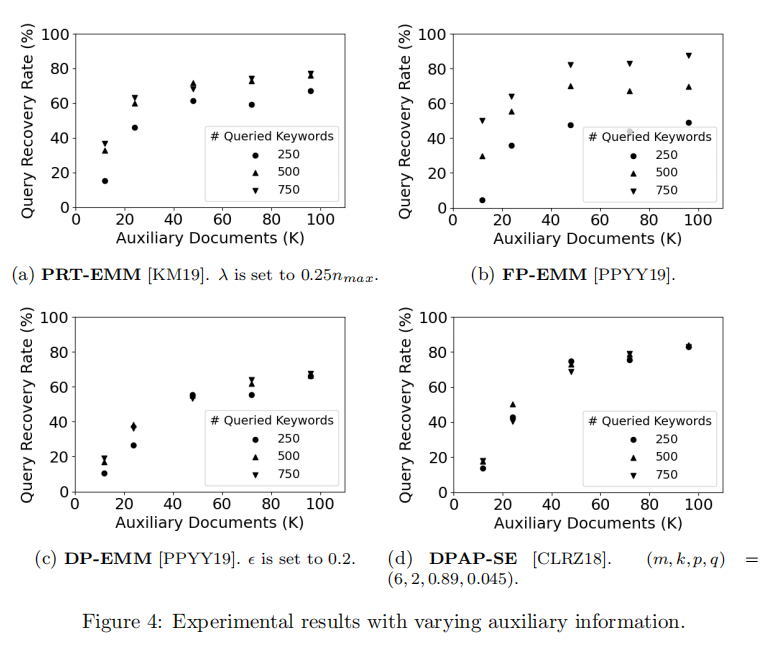 Query Recovery Rate (%)
100
80
60
40
20
0
0 20 40 60 80 100
Auxiliary Documents (K)
# Queried Keywords
250
500
750
(a) PRT-EMM [KM19]. λ is set to 0.25n_max.
Query Recovery Rate (%)
100
80
60
40
20
0
0 20 40 60 80 100
Auxiliary Documents (K)
# Queried Keywords
250
500
750
(b) FP-EMM [PPYY19].
Query Recovery Rate (%)
100
80
60
40
20
0
0 20 40 60 80 100
Auxiliary Documents (K)
# Queried Keywords
250
500
750
(c) DP-EMM [PPYY19]. ϵ is set to 0.2.
Query Recovery Rate (%)
100
80
60
40
20
0
0 20 40 60 80 100
Auxiliary Documents (K)
# Queried Keywords
250
500
750
(d) DPAP-SE [CLRZ18]. (m, k, p, q) =
(6, 2, 0.89, 0.045).
Figure 4: Experimental results with varying auxiliary information.